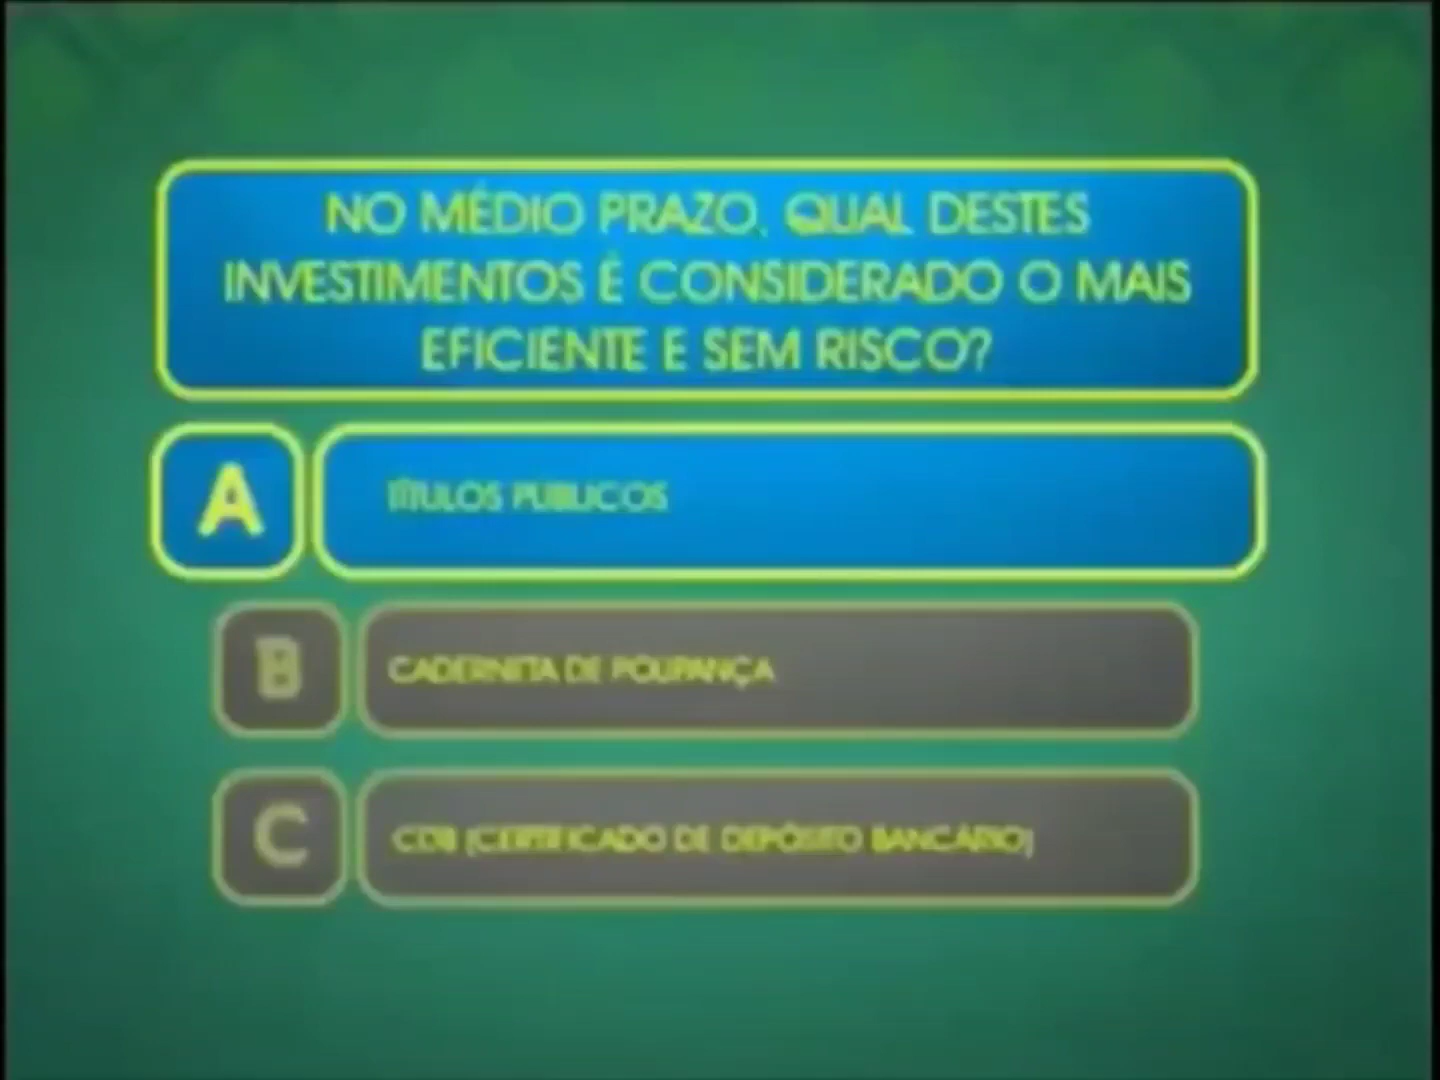 NO MÉDIO PRAZO, QUAL DESTES
INVESTIMENTOS É CONSIDERADO O MAIS
EFICIENTE E SEM RISCO?
A TÍTULOS PÚBLICOS
B CADERNETA DE POUPANÇA
C CDB (CERTIFICADO DE DEPÓSITO BANCÁRIO)